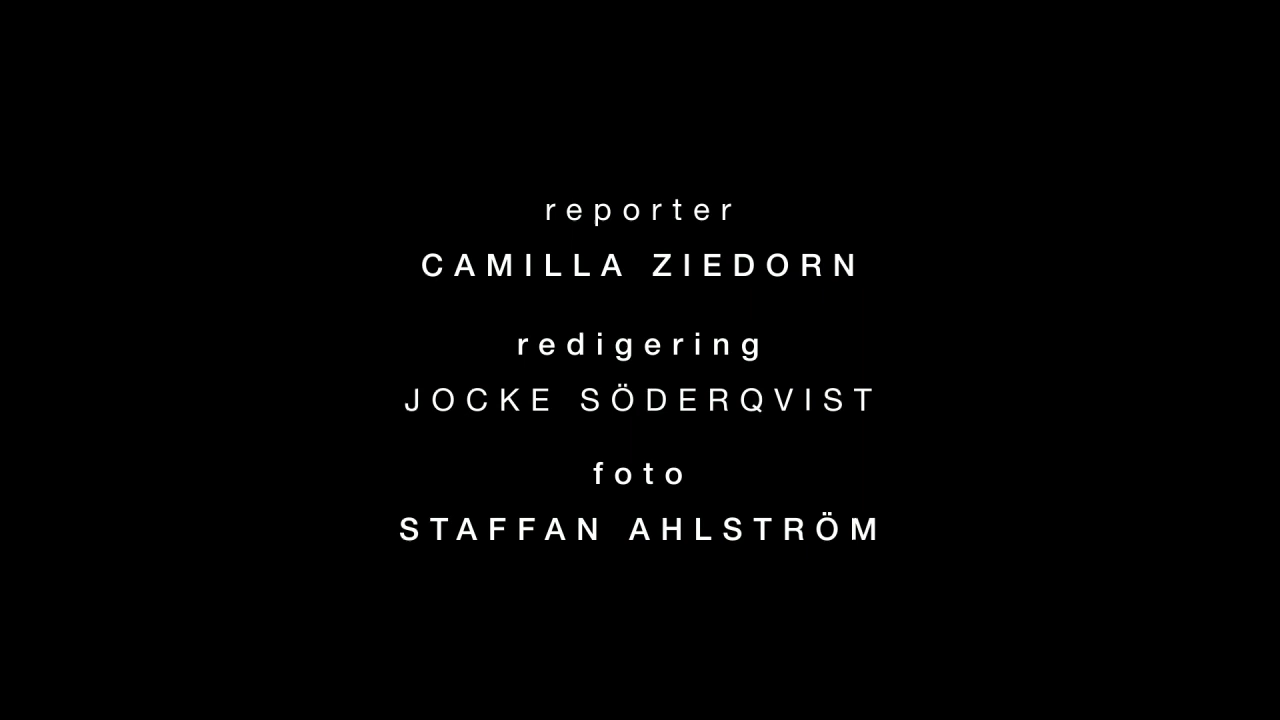 reporter
CAMILLA ZIEDORN
redigering
JOCKE SÖDERQVIST
foto
STAFFAN AHLSTRÖM